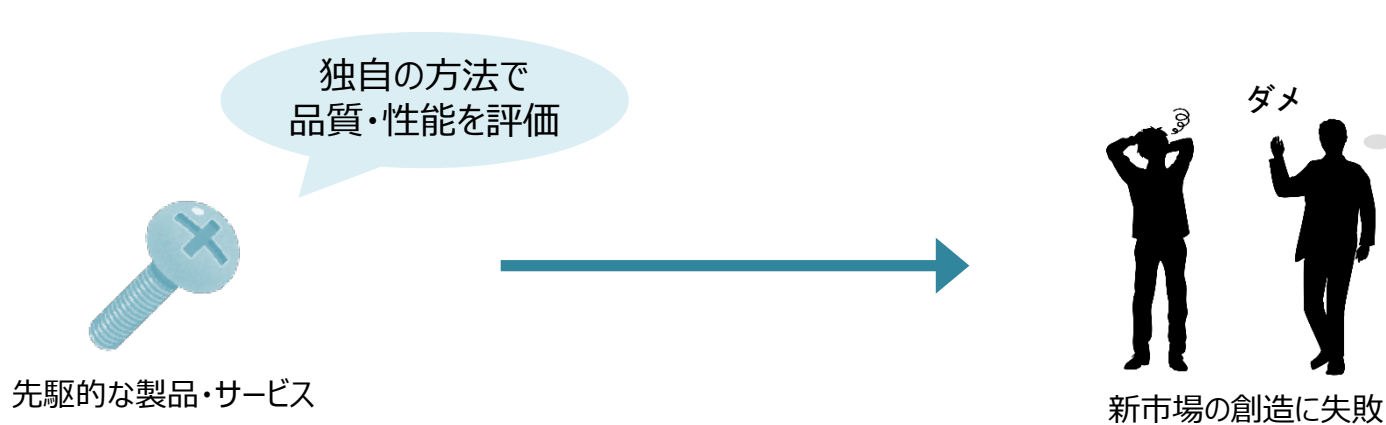 独自の方法で
品質・性能を評価
ダメ
先駆的な製品・サービス
新市場の創造に失敗